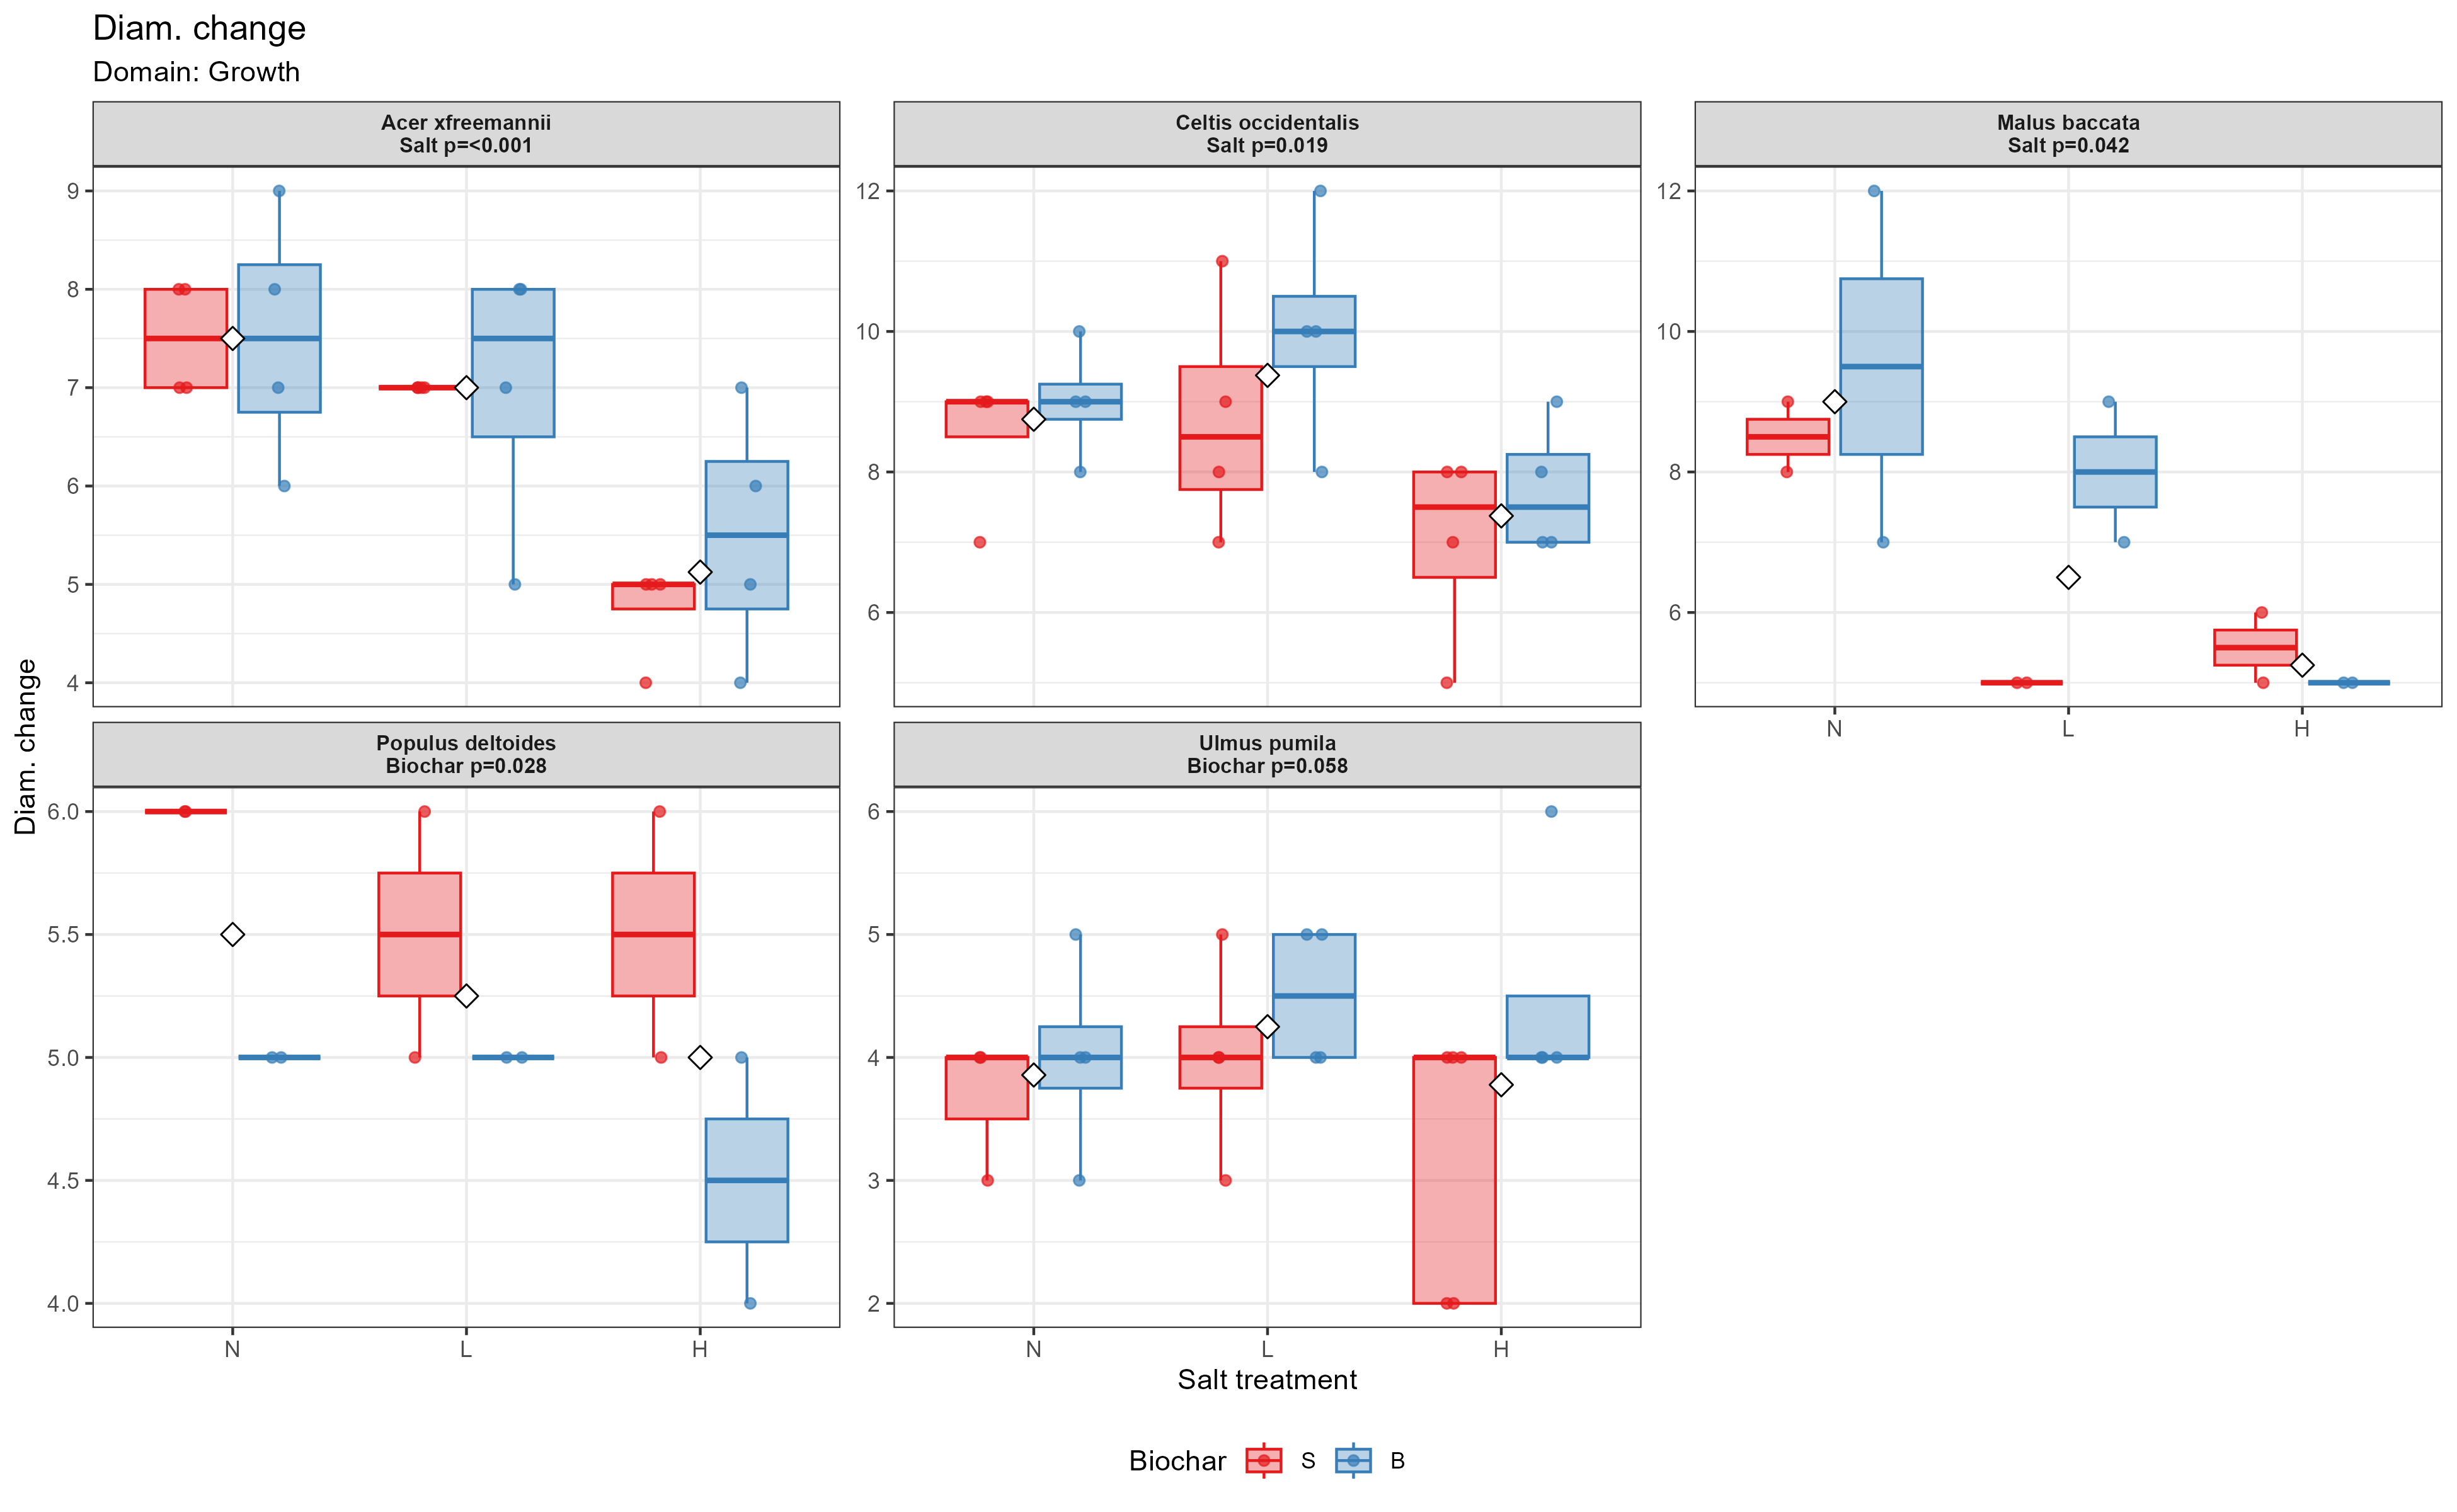 Diam. change
Domain: Growth
Acer xfreemannii
Salt p=<0.001
Celtis occidentalis
Salt p=0.019
Malus baccata
Salt p=0.042
9
8
7
6
5
4
12
10
8
6
12
10
8
6
N L H
Populus deltoides
Biochar p=0.028
Ulmus pumila
Biochar p=0.058
6.0
5.5
5.0
4.5
4.0
6
5
4
3
2
N L H
N L H
Diam. change
Salt treatment
Biochar S B